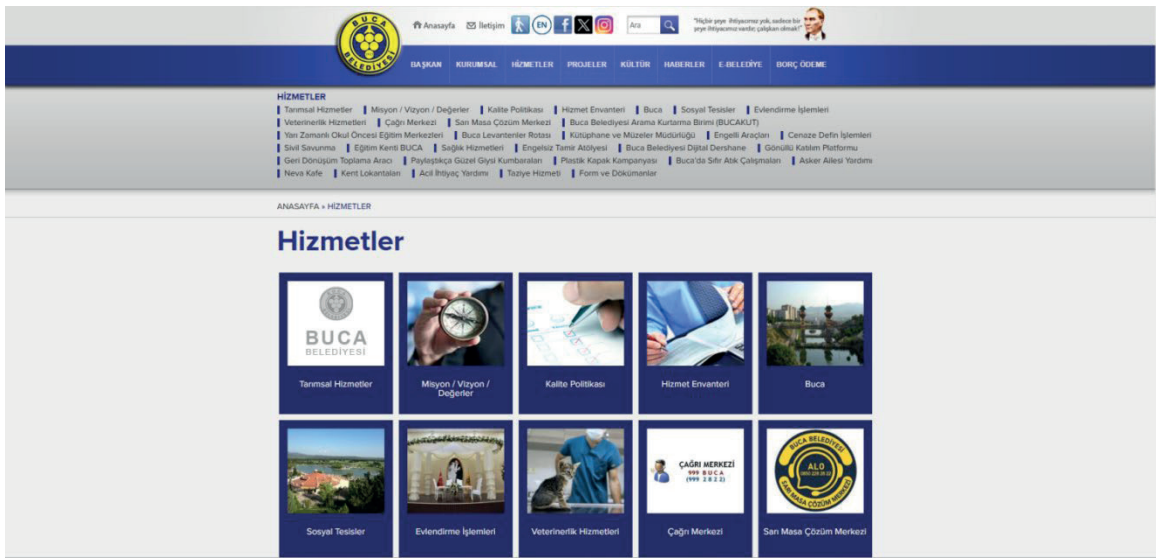 BUCA
BELEDİYESİ
Anasayfa İletişim EN Ara
"Hiçbir şeye ihtiyacımız yok, sadece bir
şeye ihtiyacımız vardır; çalışkan olmak!"
BAŞKAN KURUMSAL HİZMETLER PROJELER KÜLTÜR HABERLER E-BELEDİYE BORÇ ÖDEME
HİZMETLER
Tarımsal Hizmetler Misyon / Vizyon / Değerler Kalite Politikası Hizmet Envanteri Buca Sosyal Tesisler Evlendirme İşlemleri
Veterinerlik Hizmetleri Çağrı Merkezi Sarı Masa Çözüm Merkezi Buca Belediyesi Arama Kurtarma Birimi (BUCAKUT)
Yarı Zamanlı Okul Öncesi Eğitim Merkezleri Buca Levantenler Rotası Kütüphane ve Müzeler Müdürlüğü Engelli Araçları Cenaze Defin İşlemleri
Sivil Savunma Eğitim Kenti BUCA Sağlık Hizmetleri Engelsiz Tamir Atölyesi Buca Belediyesi Dijital Dershane Gönüllü Katılım Platformu
Geri Dönüşüm Toplama Aracı Paylaştıkça Güzel Giysi Kumbaraları Plastik Kapak Kampanyası Buca'da Sıfır Atık Çalışmaları Asker Ailesi Yardımı
Neva Kafe Kent Lokantaları Acil İhtiyaç Yardımı Taziye Hizmeti Form ve Dökümanlar
ANASAYFA » HİZMETLER
Hizmetler
BUCA
BELEDİYESİ
Tarımsal Hizmetler
Misyon / Vizyon /
Değerler
Kalite Politikası
Hizmet Envanteri
Buca
Sosyal Tesisler
Evlendirme İşlemleri
Veterinerlik Hizmetleri
ÇAĞRI MERKEZİ
999 BUCA
(999 2822)
Çağrı Merkezi
BUCA BELEDİYESİ
ALO
SARI MASA ÇÖZÜM MERKEZİ
Sarı Masa Çözüm Merkezi